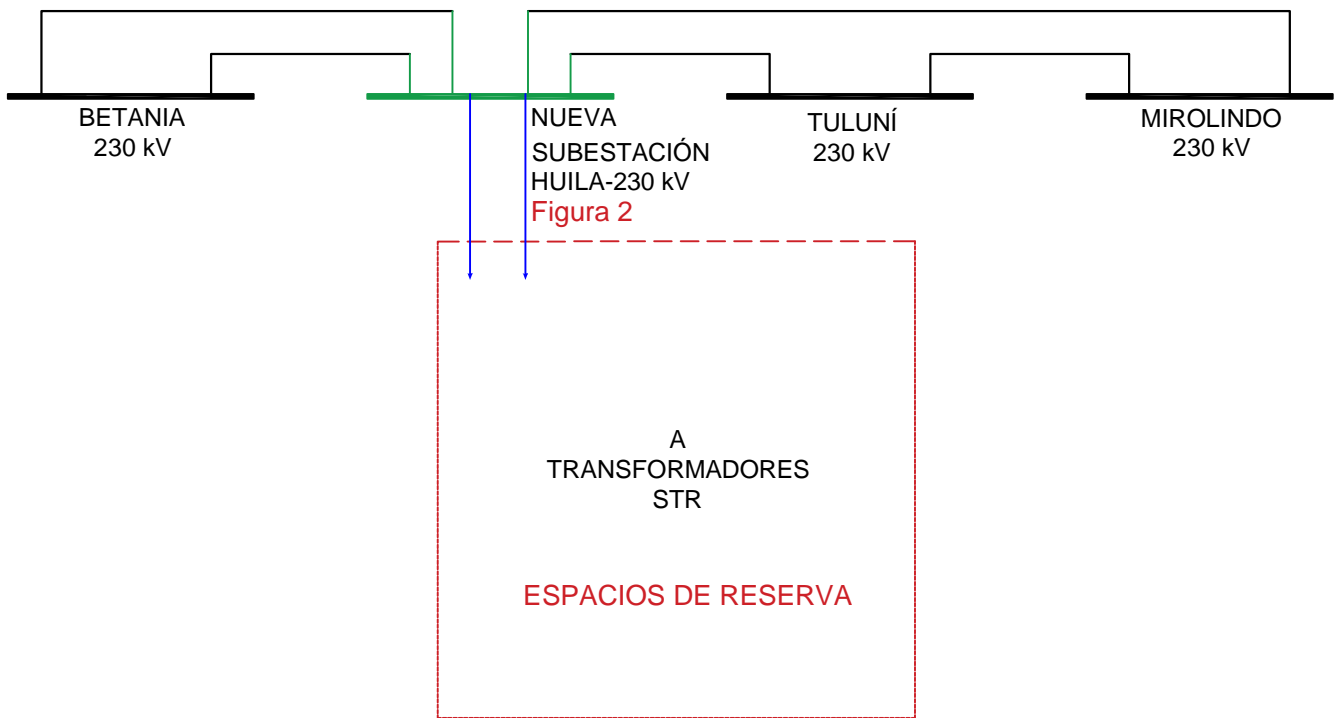 BETANIA
230 kV
NUEVA
SUBESTACIÓN
HUILA-230 kV
Figura 2
TULUNÍ
230 kV
MIROLINDO
230 kV
A
TRANSFORMADORES
STR
ESPACIOS DE RESERVA